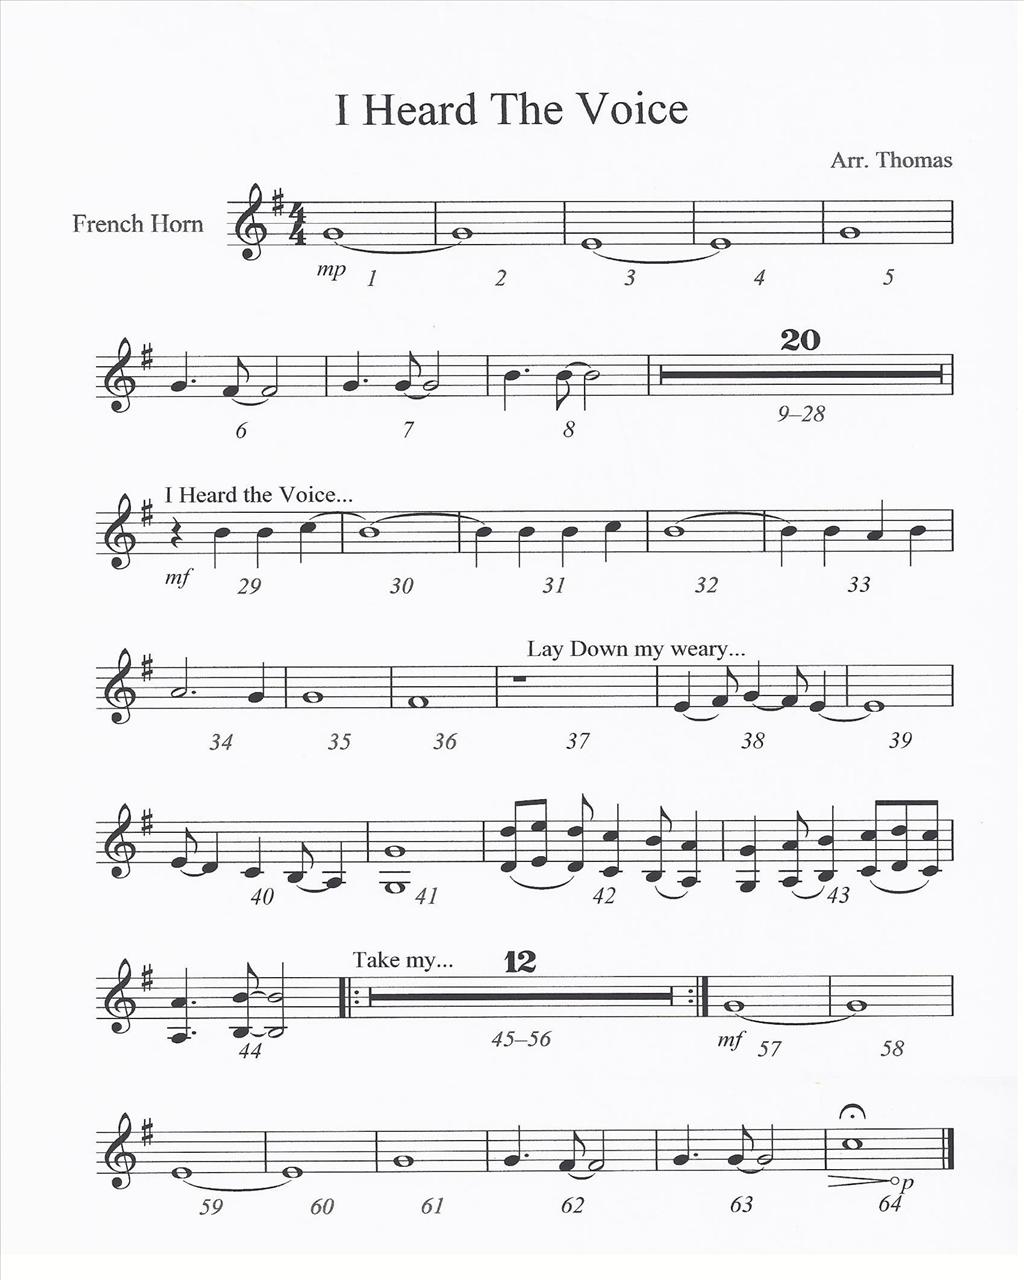 I Heard The Voice
Arr. Thomas
French Horn
4
4
mp 1 2 3 4 5
20
6 7 8 9–28
I Heard the Voice...
mf 29 30 31 32 33
Lay Down my weary...
34 35 36 37 38 39
40 41 42 43
Take my... 12
44 45–56 mf 57 58
p
59 60 61 62 63 64